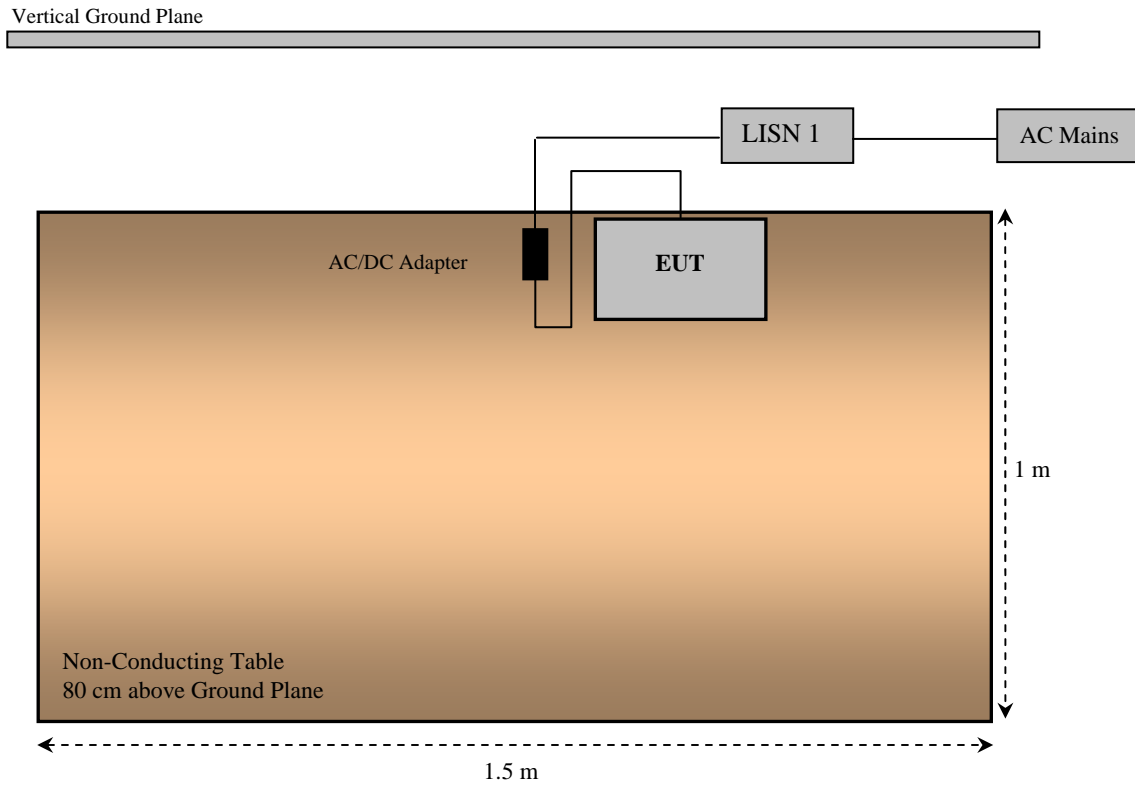 Vertical Ground Plane
LISN 1
AC Mains
AC/DC Adapter
EUT
1 m
Non-Conducting Table
80 cm above Ground Plane
1.5 m